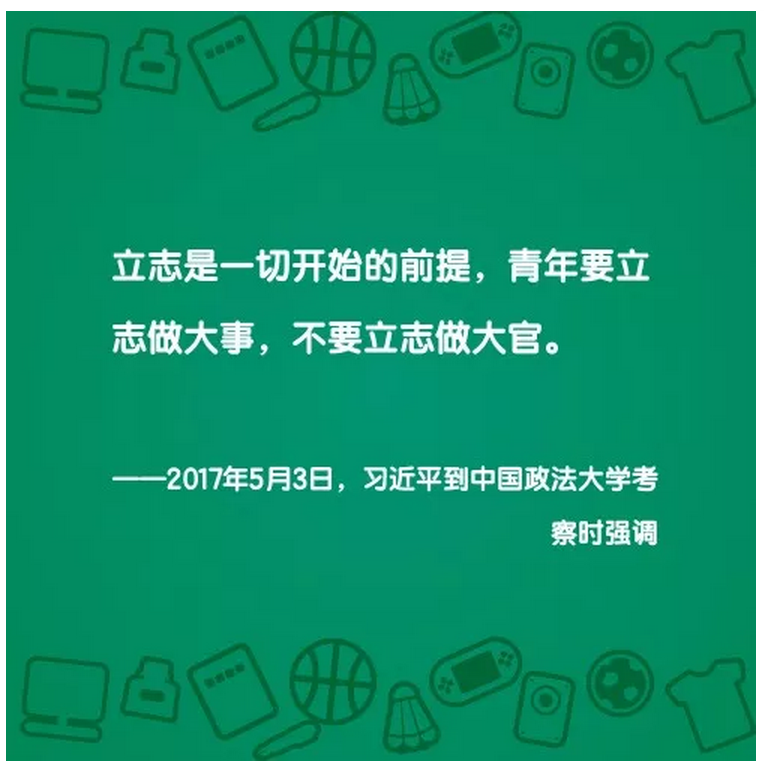 立志是一切开始的前提，青年要立
志做大事，不要立志做大官。
——2017年5月3日，习近平到中国政法大学考
察时强调